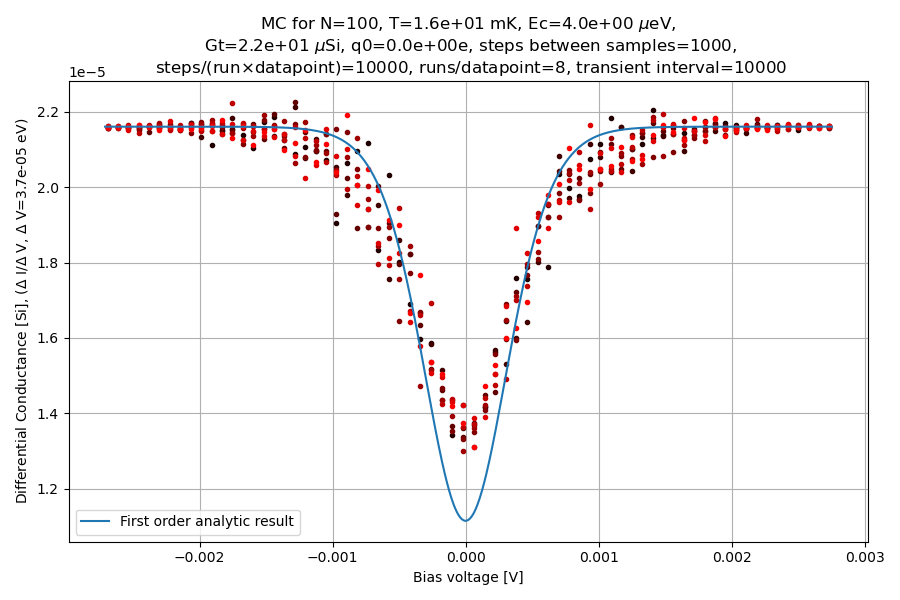 MC for N=100, T=1.6e+01 mK, Ec=4.0e+00 μeV,
Gt=2.2e+01 μSi, q0=0.0e+00e, steps between samples=1000,
steps/(run×datapoint)=10000, runs/datapoint=8, transient interval=10000
1e−5
Differential Conductance [Si], (Δ I/Δ V, Δ V=3.7e-05 eV)
2.2
2.0
1.8
1.6
1.4
1.2
First order analytic result
−0.002
−0.001
0.000
0.001
0.002
0.003
Bias voltage [V]